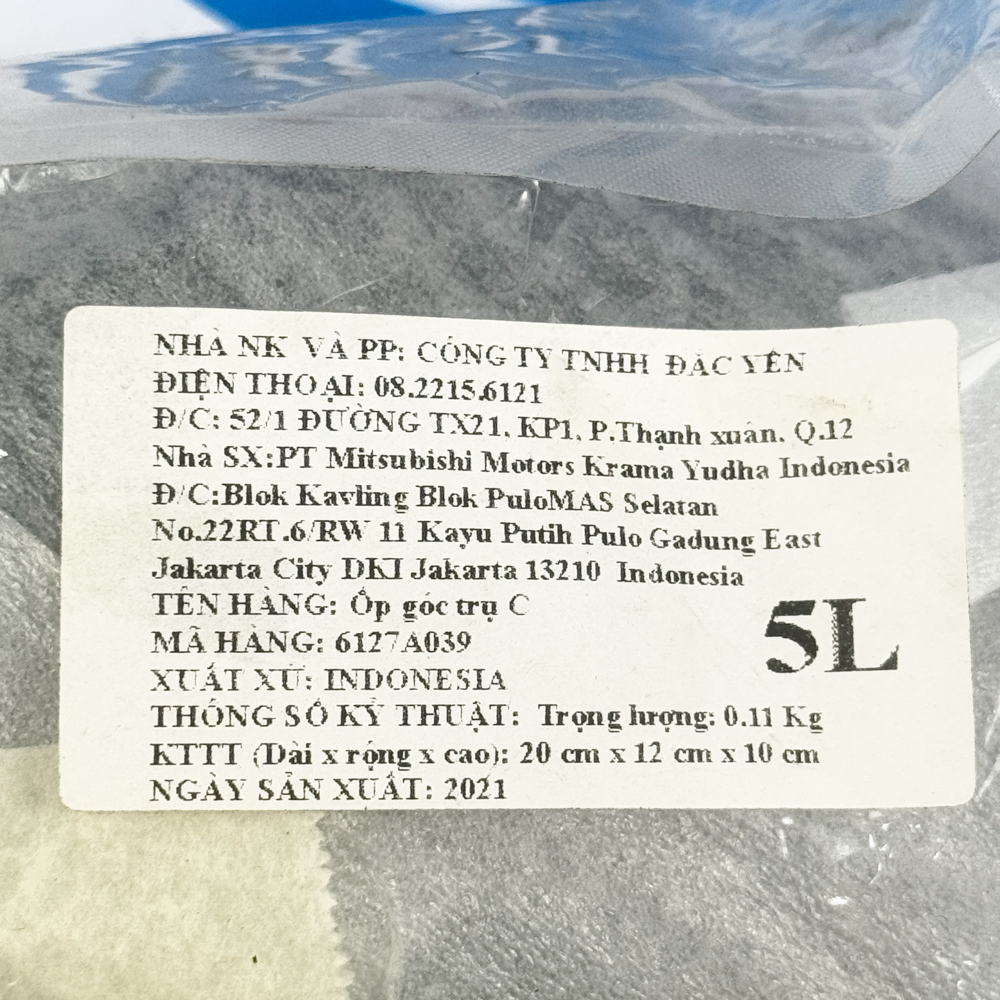 NHÀ NK VÀ PP: CÔNG TY TNHH ĐẮC YẾN
ĐIỆN THOẠI: 08.2215.6121
Đ/C: 52/1 ĐƯỜNG TX21, KP1, P.Thạnh xuân, Q.12
Nhà SX:PT Mitsubishi Motors Krama Yudha Indonesia
Đ/C:Blok Kavling Blok PuloMAS Selatan
No.22RT.6/RW 11 Kayu Putih Pulo Gadung East
Jakarta City DKI Jakarta 13210 Indonesia
TÊN HÀNG: Ốp góc trụ C
MÃ HÀNG: 6127A039
5L
XUẤT XỨ: INDONESIA
THÔNG SỐ KỸ THUẬT: Trọng lượng: 0.11 Kg
KTTT (Dài x rộng x cao): 20 cm x 12 cm x 10 cm
NGÀY SẢN XUẤT: 2021